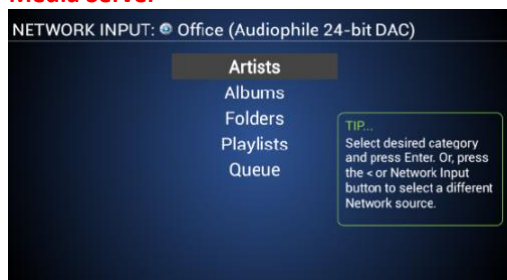 Media Server
NETWORK INPUT: Office (Audiophile 24-bit DAC)
Artists
Albums
Folders
Playlists
Queue
TIP...
Select desired category
and press Enter. Or, press
the < or Network Input
button to select a different
Network source.